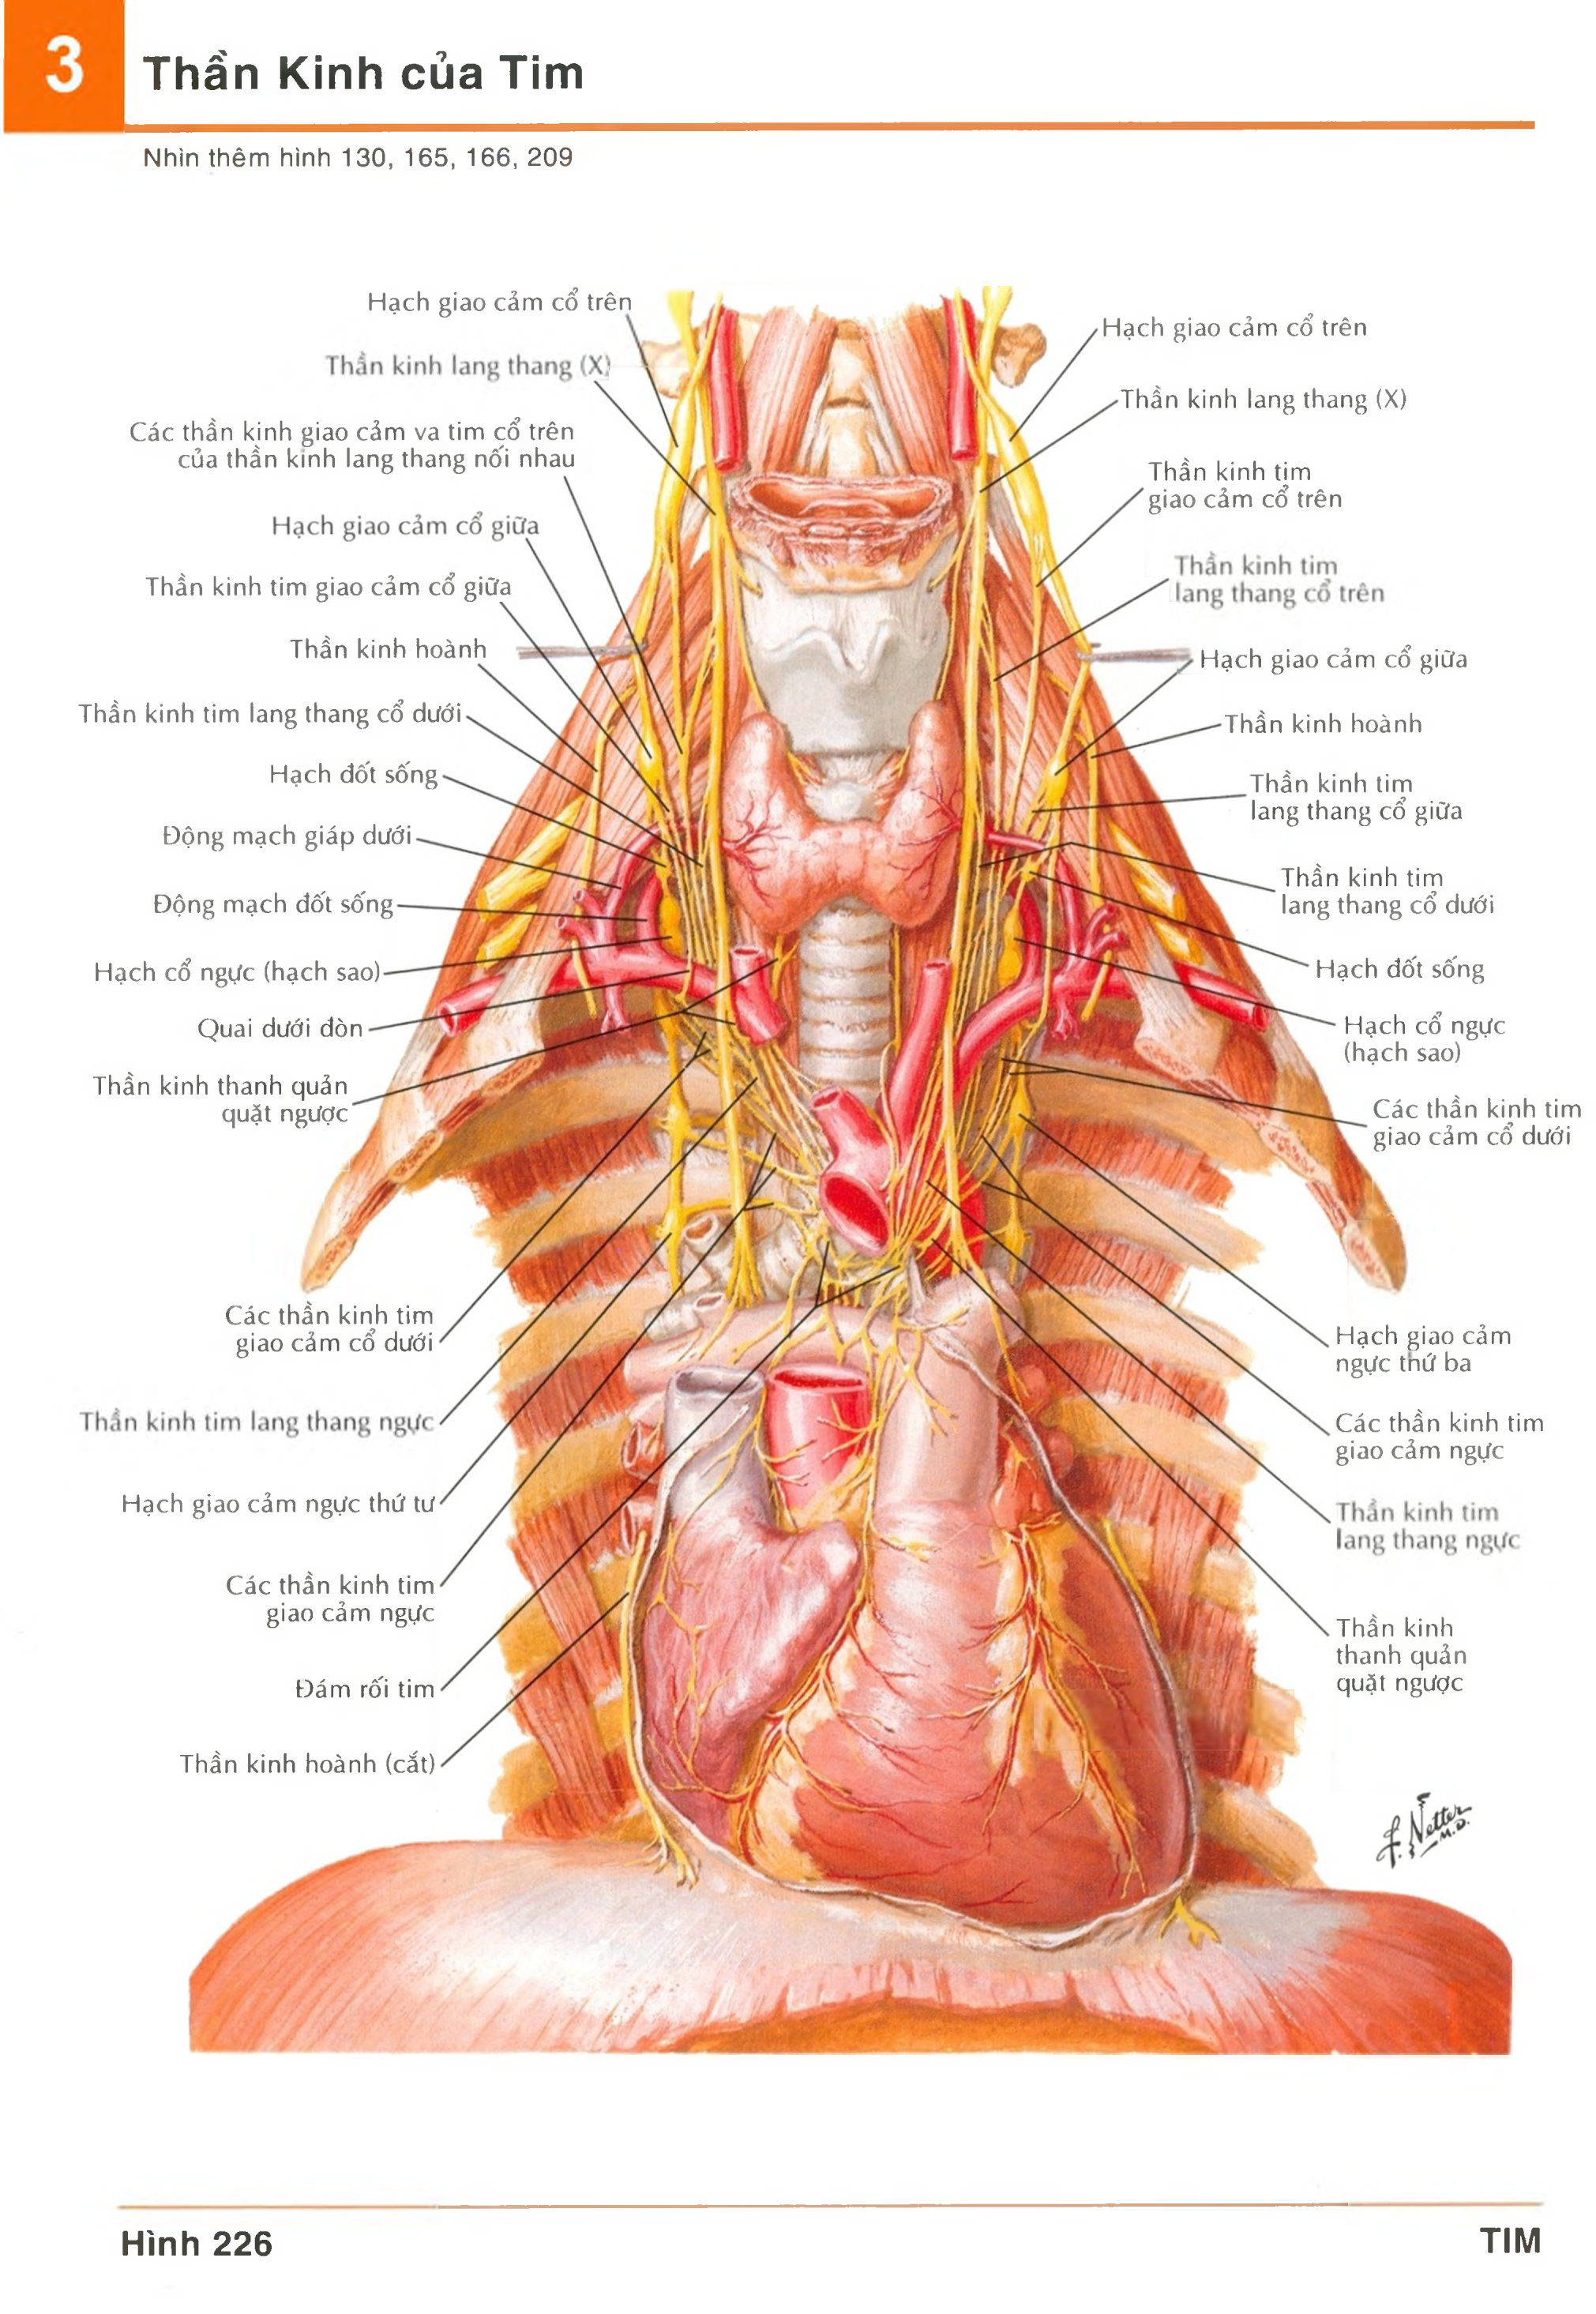 3
Thần Kinh của Tim
Nhìn thêm hình 130, 165, 166, 209
Hạch giao cảm cổ trên
Thần kinh lang thang (X)
Các thần kinh giao cảm va tim cổ trên
của thần kinh lang thang nối nhau
Hạch giao cảm cổ giữa
Thần kinh tim giao cảm cổ giữa
Thần kinh hoành
Thần kinh tim lang thang cổ dưới
Hạch đốt sống
Động mạch giáp dưới
Động mạch đốt sống
Hạch cổ ngực (hạch sao)
Quai dưới đòn
Thần kinh thanh quản
quặt ngược
Các thần kinh tim
giao cảm cổ dưới
Thần kinh tim lang thang ngực
Hạch giao cảm ngực thứ tư
Các thần kinh tim
giao cảm ngực
Đám rối tim
Thần kinh hoành (cắt)
Hạch giao cảm cổ trên
Thần kinh lang thang (X)
Thần kinh tim
giao cảm cổ trên
Thần kinh tim
lang thang cổ trên
Hạch giao cảm cổ giữa
Thần kinh hoành
Thần kinh tim
lang thang cổ giữa
Thần kinh tim
lang thang cổ dưới
Hạch đốt sống
Hạch cổ ngực
(hạch sao)
Các thần kinh tim
giao cảm cổ dưới
Hạch giao cảm
ngực thứ ba
Các thần kinh tim
giao cảm ngực
Thần kinh tim
lang thang ngực
Thần kinh
thanh quản
quặt ngược
F. Netter
M.D.
Hình 226
TIM